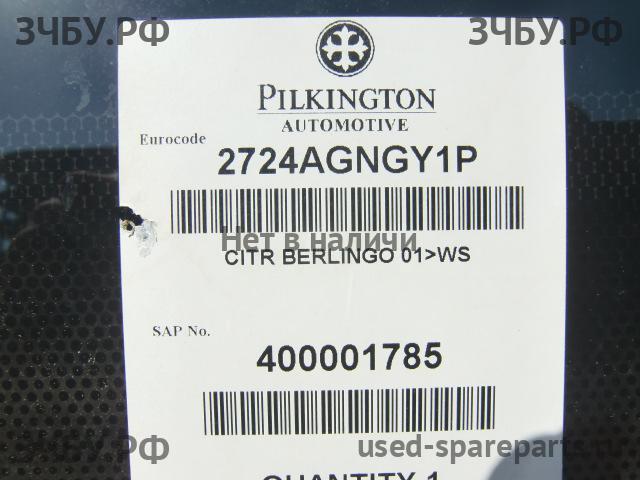 ЗЧБУ.РФ ЗЧБУ.РФ
PILKINGTON
AUTOMOTIVE
Eurocode
2724AGNGY1P
Нет в наличи
CITR BERLINGO 01>WS
SAP No.
400001785
ЗЧБУ.РФ used-spareparts.ru
QUANTITY 1